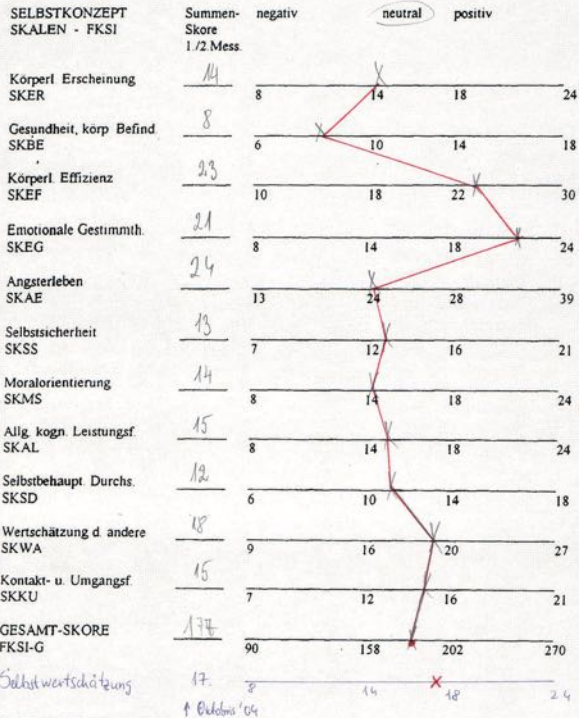 SELBSTKONZEPT Summen- negativ neutral positiv
SKALEN - FKSI Skore
1./2.Mess.
Körperl. Erscheinung 14
SKER 8 14 18 24
Gesundheit, körp Befind. 8
SKBE 6 10 14 18
Körperl. Effizienz 23
SKEF 10 18 22 30
Emotionale Gestimmth. 21
SKEG 8 14 18 24
Angsterleben 24
SKAE 13 24 28 39
Selbstsicherheit 13
SKSS 7 12 16 21
Moralorientierung 14
SKMS 8 14 18 24
Allg. kogn. Leistungsf. 15
SKAL 8 14 18 24
Selbstbehaupt. Durchs. 12
SKSD 6 10 14 18
Wertschätzung d. andere 18
SKWA 9 16 20 27
Kontakt- u. Umgangsf. 15
SKKU 7 12 16 21
GESAMT-SKORE 177
FKSI-G 90 158 202 270
Selbstwertschätzung 17. 8 14 18 24
↑ '04